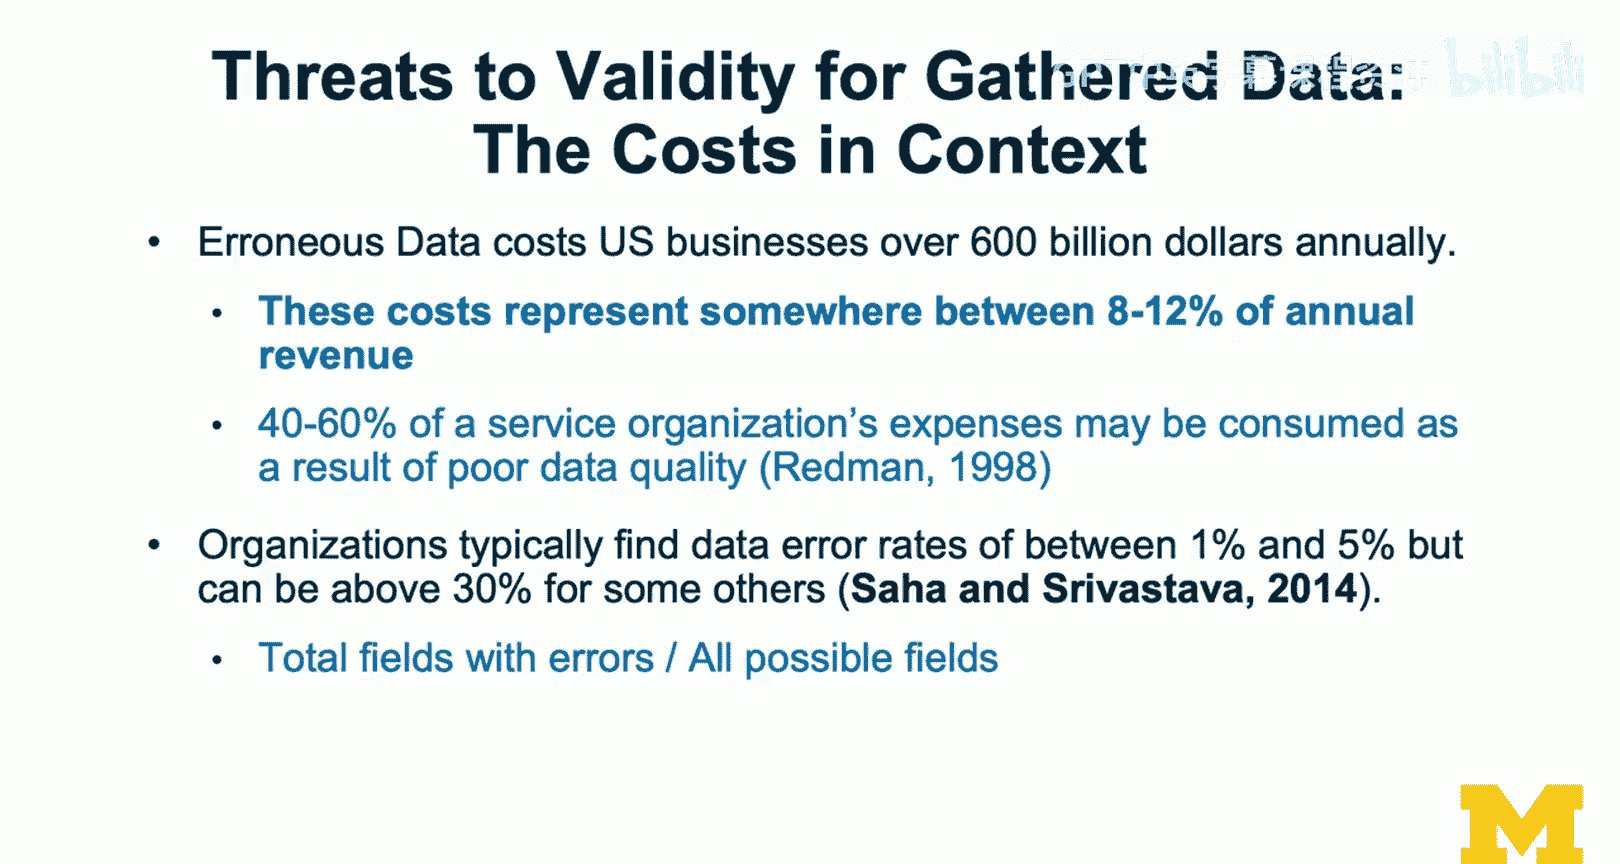 Threats to Validity for Gathered Data:
The Costs in Context
• Erroneous Data costs US businesses over 600 billion dollars annually.
• These costs represent somewhere between 8-12% of annual
revenue
• 40-60% of a service organization’s expenses may be consumed as
a result of poor data quality (Redman, 1998)
• Organizations typically find data error rates of between 1% and 5% but
can be above 30% for some others (Saha and Srivastava, 2014).
• Total fields with errors / All possible fields
bilibili
M